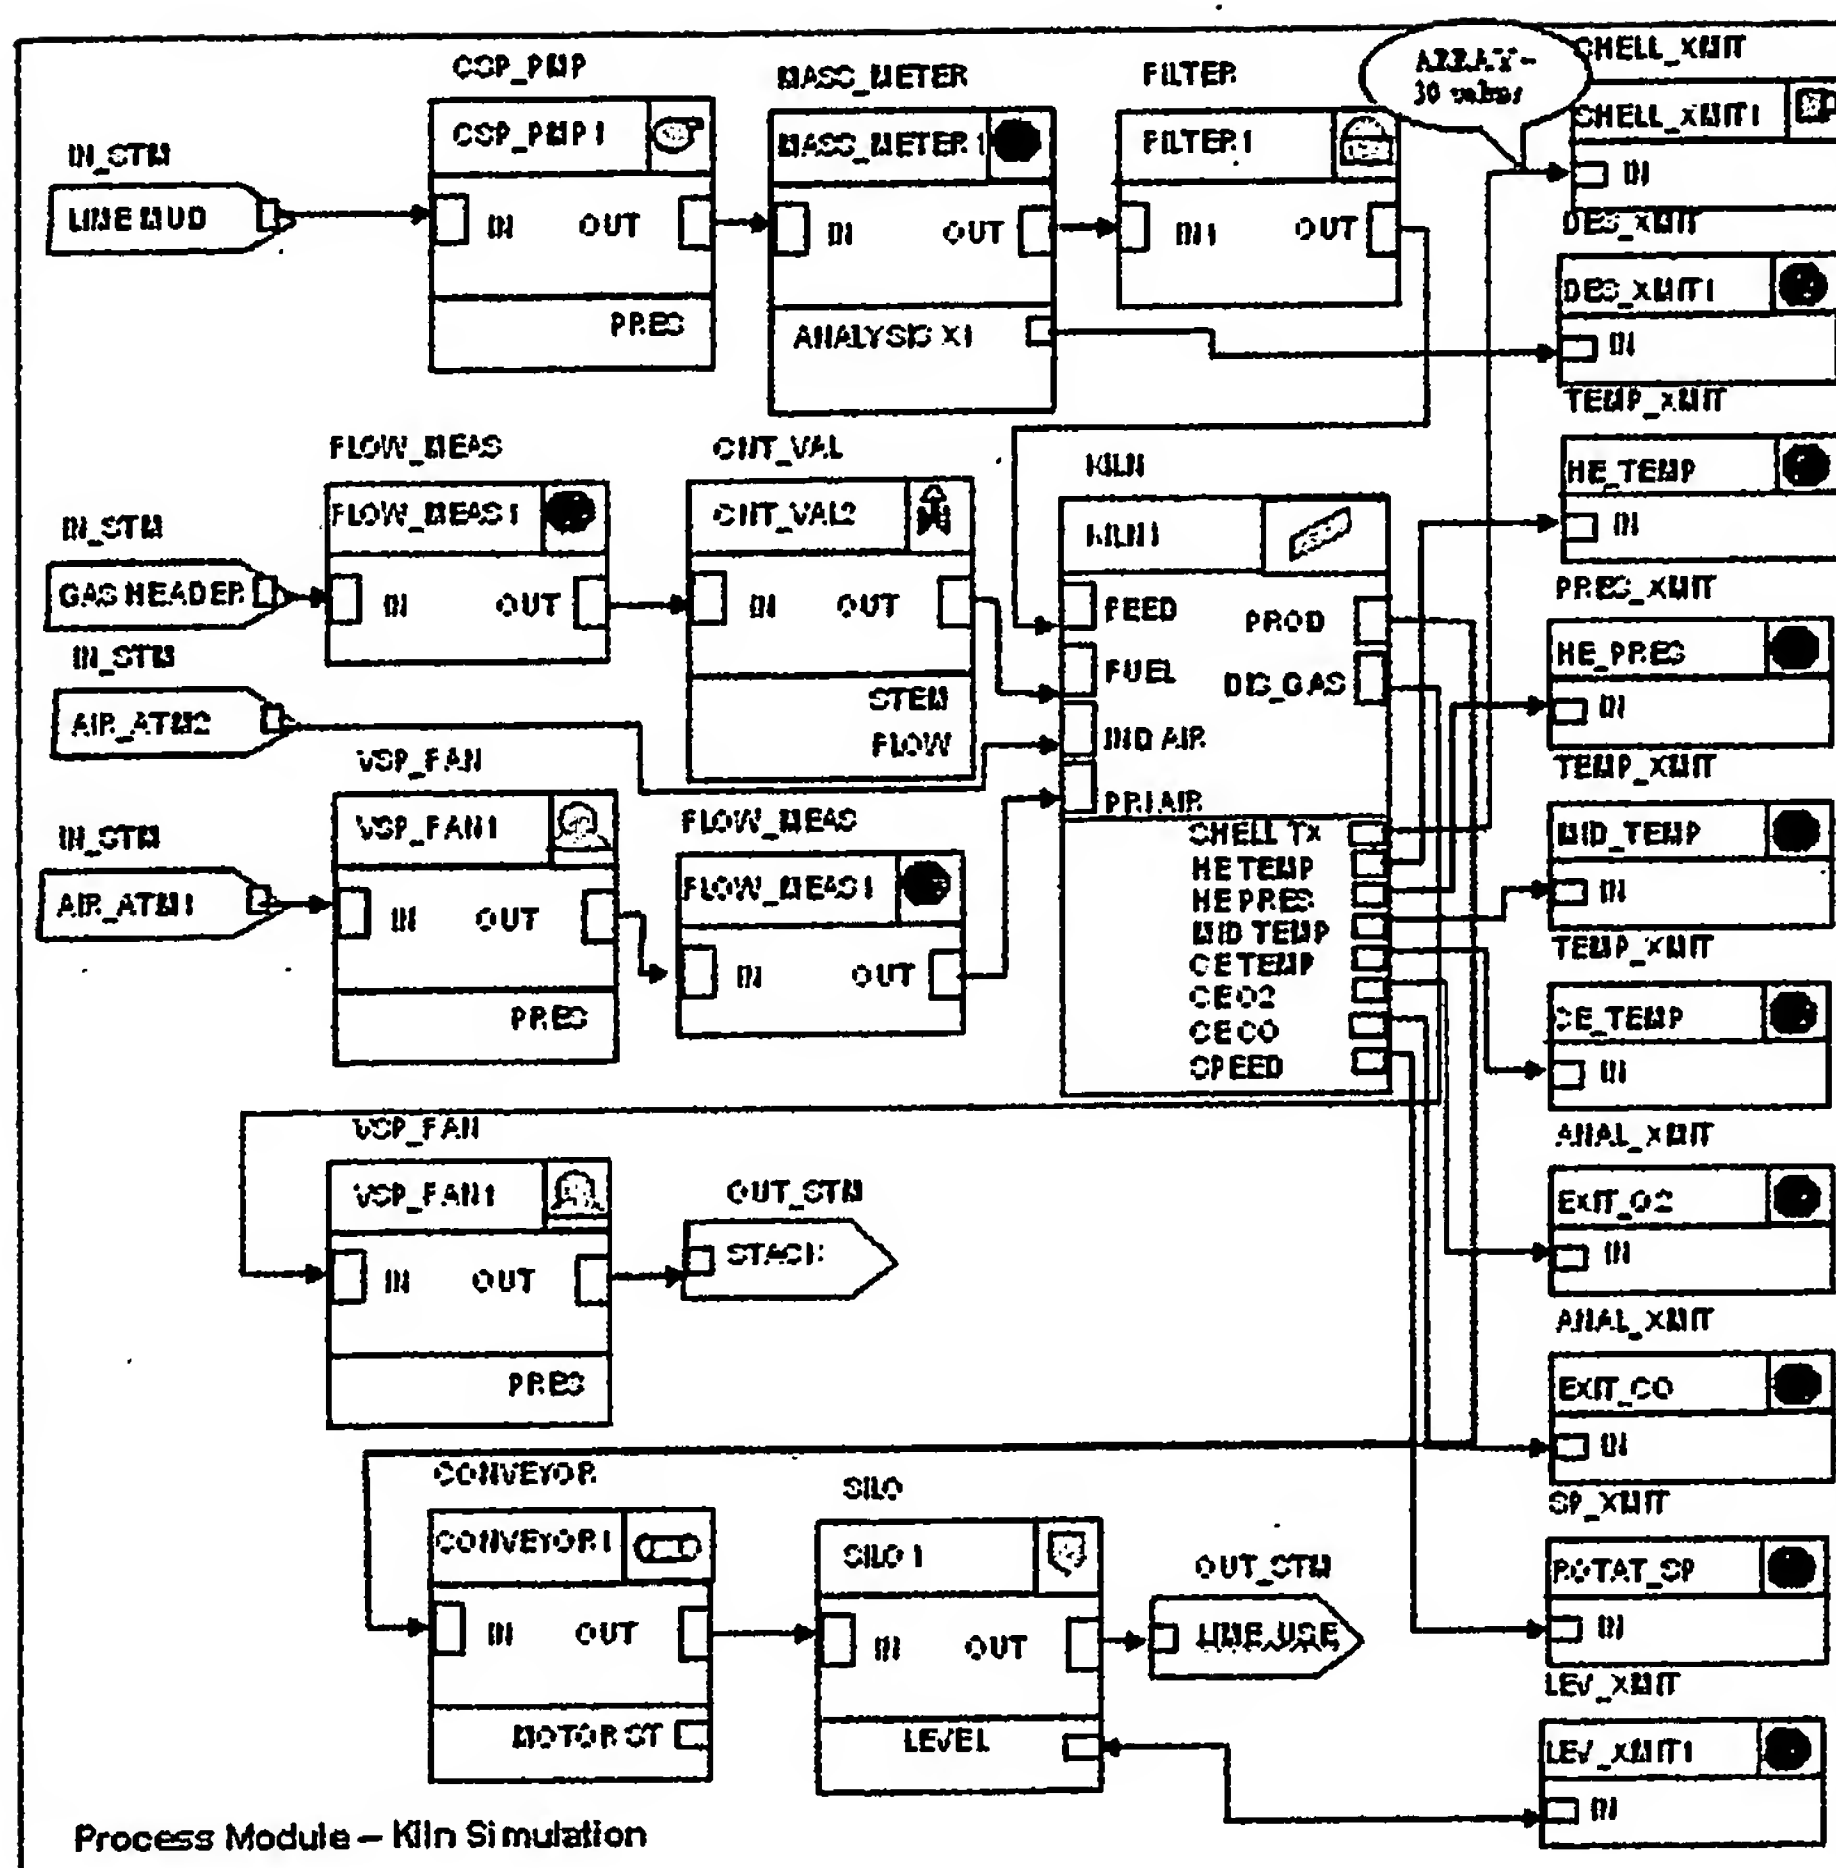 CSP_PMP
MASS_METER
FILTER
ARRAY -
30 values
SHELL_XMIT
CSP_PMP1
MASS_METER1
FILTER1
SHELL_XMIT1
IN_STM
LIME MUD
IN
OUT
IN
OUT
IN1
OUT
IN
DES_XMIT
DES_XMIT1
PRES
ANALYSIS X1
IN
TEMP_XMIT
FLOW_MEAS
CNT_VAL
KILN
HE_TEMP
FLOW_MEAS1
CNT_VAL2
KILN1
IN
IN_STM
GAS HEADER
IN
OUT
IN
OUT
FEED
PROD
PRES_XMIT
HE_PRES
FUEL
DIS_GAS
IN_STM
STEM
IN
AIR_ATM2
FLOW
IND AIR
VSP_FAN
TEMP_XMIT
PRI AIR
VSP_FAN1
FLOW_MEAS
SHELL TX
MID_TEMP
IN_STM
HE TEMP
FLOW_MEAS1
HE PRES
IN
AIR_ATM1
IN
OUT
MID TEMP
TEMP_XMIT
IN
OUT
CE TEMP
CE O2
PRES
CE CO
CE_TEMP
SPEED
IN
VSP_FAN
ANAL_XMIT
VSP_FAN1
OUT_STM
EXIT_O2
STACK
IN
IN
OUT
ANAL_XMIT
PRES
EXIT_CO
IN
CONVEYOR
SILO
SP_XMIT
CONVEYOR1
SILO 1
OUT_STM
ROTAT_SP
IN
OUT
IN
OUT
LIME_USE
IN
LEV_XMIT
MOTOR ST
LEVEL
LEV_XMIT1
IN
Process Module – Kiln Simulation